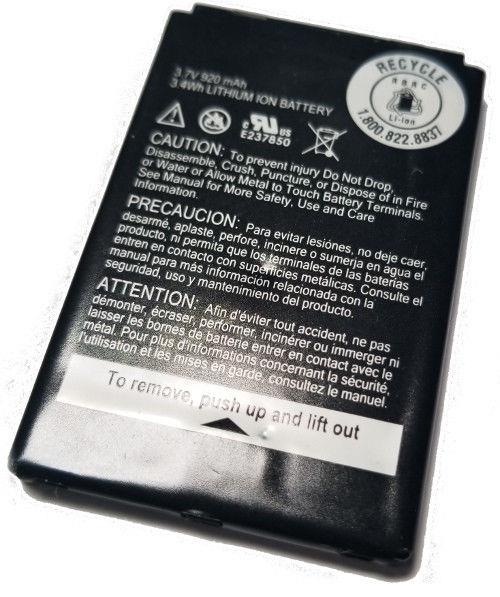 3.7V 920 mAh
3.4Wh LITHIUM ION BATTERY
RECYCLE
RBRC
Li-ion
1.800.822.8837
c UL US
E237850
CAUTION: To prevent injury Do Not Drop,
Disassemble, Crush, Puncture, or Dispose of in Fire
or Water or Allow Metal to Touch Battery Terminals.
See Manual for More Safety. Use and Care
Information.
PRECAUCION: Para evitar lesiónes, no deje caer,
desarmé, aplaste, perfore, incinere o sumerja en agua el
producto, ni permita que los terminales de las baterias
entren en contacto con superficies metálicas. Consulte el
manual para más información relacionada con la
seguridad, uso y mantenimiento del producto.
ATTENTION: Afin d'éviter tout accident, ne pas
démonter, écraser, performer, incinérer ou immerger ni
laisser les bornes de batterie entrer en contact avec le
métal. Pour plus d'informations concernant la sécurité,
l'utilisation et les mises en garde, consultez le manuel.
To remove, push up and lift out